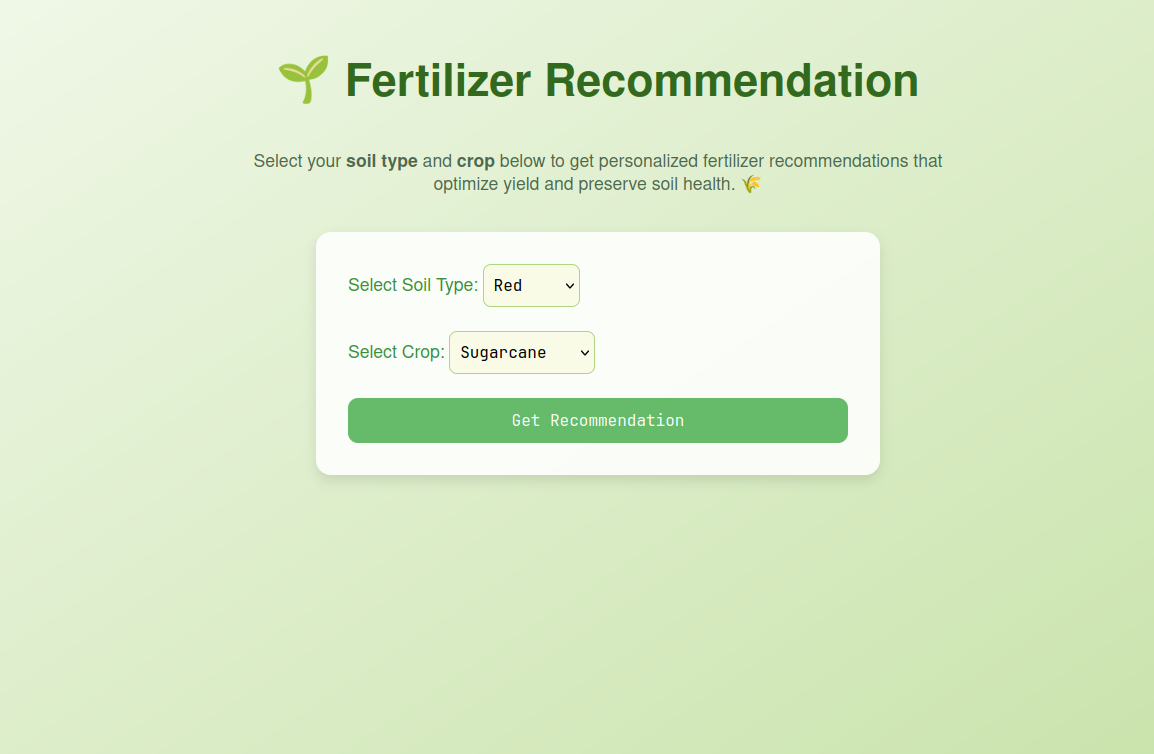 🌱 Fertilizer Recommendation
Select your soil type and crop below to get personalized fertilizer recommendations that
optimize yield and preserve soil health. 🌾
Select Soil Type: Red
Select Crop: Sugarcane
Get Recommendation